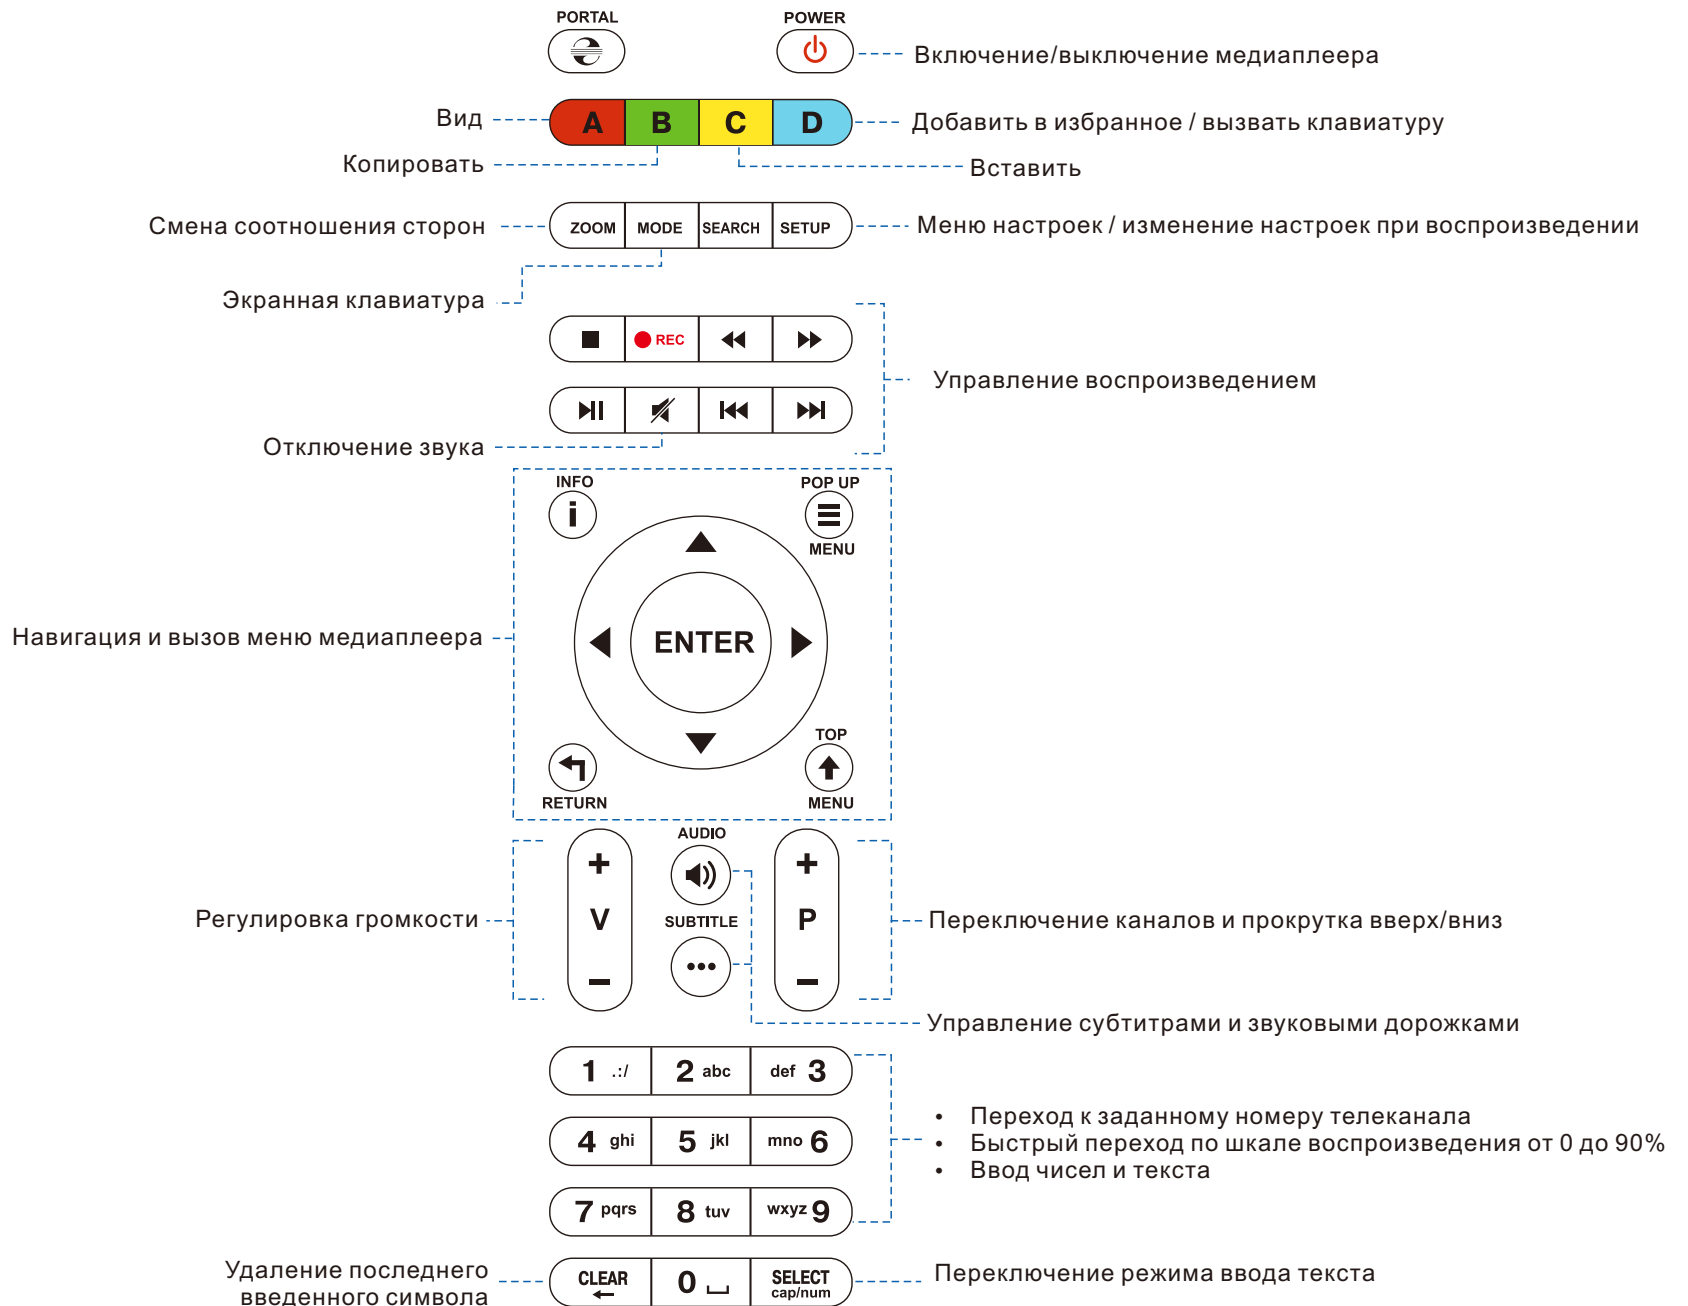 PORTAL
POWER
Включение/выключение медиаплеера
Вид
A B C D
Добавить в избранное / вызвать клавиатуру
Копировать
Вставить
Смена соотношения сторон
ZOOM MODE SEARCH SETUP
Меню настроек / изменение настроек при воспроизведении
Экранная клавиатура
REC
Управление воспроизведением
Отключение звука
INFO
i
POP UP
MENU
Навигация и вызов меню медиаплеера
ENTER
TOP
MENU
RETURN
AUDIO
+ V −
SUBTITLE
+ P −
Регулировка громкости
Переключение каналов и прокрутка вверх/вниз
Управление субтитрами и звуковыми дорожками
1 .:/ 2 abc def 3
4 ghi 5 jkl mno 6
7 pqrs 8 tuv wxyz 9
• Переход к заданному номеру телеканала
• Быстрый переход по шкале воспроизведения от 0 до 90%
• Ввод чисел и текста
Удаление последнего
введенного символа
CLEAR 0 SELECT
cap/num
Переключение режима ввода текста